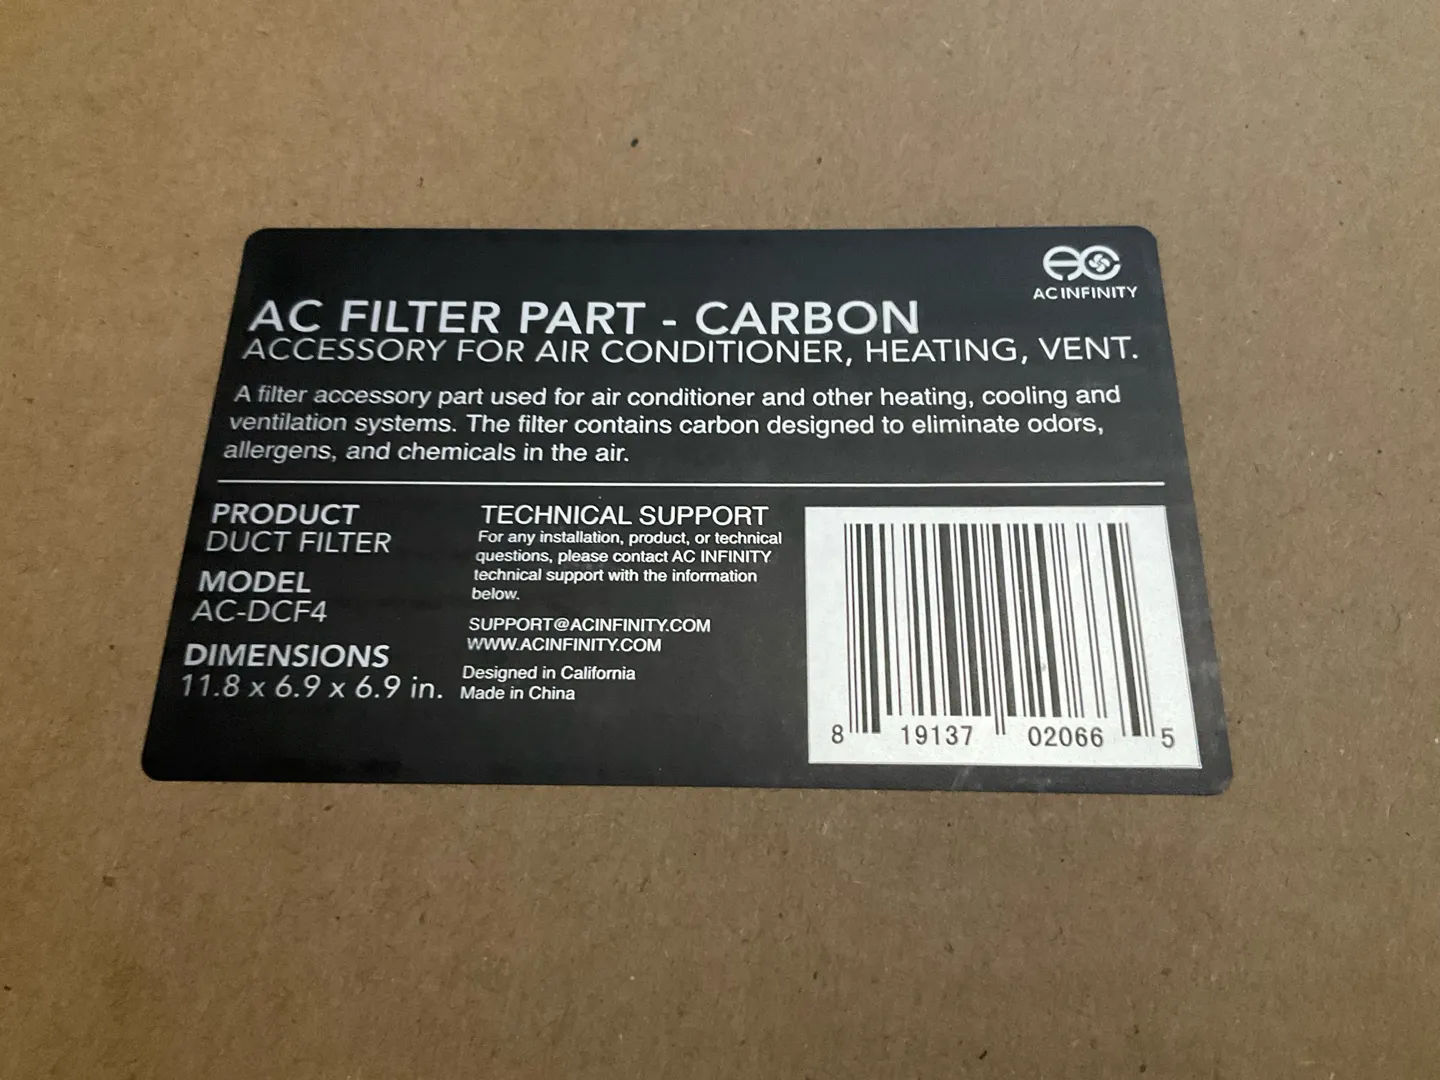 AC INFINITY
AC FILTER PART - CARBON
ACCESSORY FOR AIR CONDITIONER, HEATING, VENT.
A filter accessory part used for air conditioner and other heating, cooling and
ventilation systems. The filter contains carbon designed to eliminate odors,
allergens, and chemicals in the air.
PRODUCT
DUCT FILTER
MODEL
AC-DCF4
DIMENSIONS
11.8 x 6.9 x 6.9 in.
TECHNICAL SUPPORT
For any installation, product, or technical
questions, please contact AC INFINITY
technical support with the information
below.
SUPPORT@ACINFINITY.COM
WWW.ACINFINITY.COM
Designed in California
Made in China
8 19137 02066 5